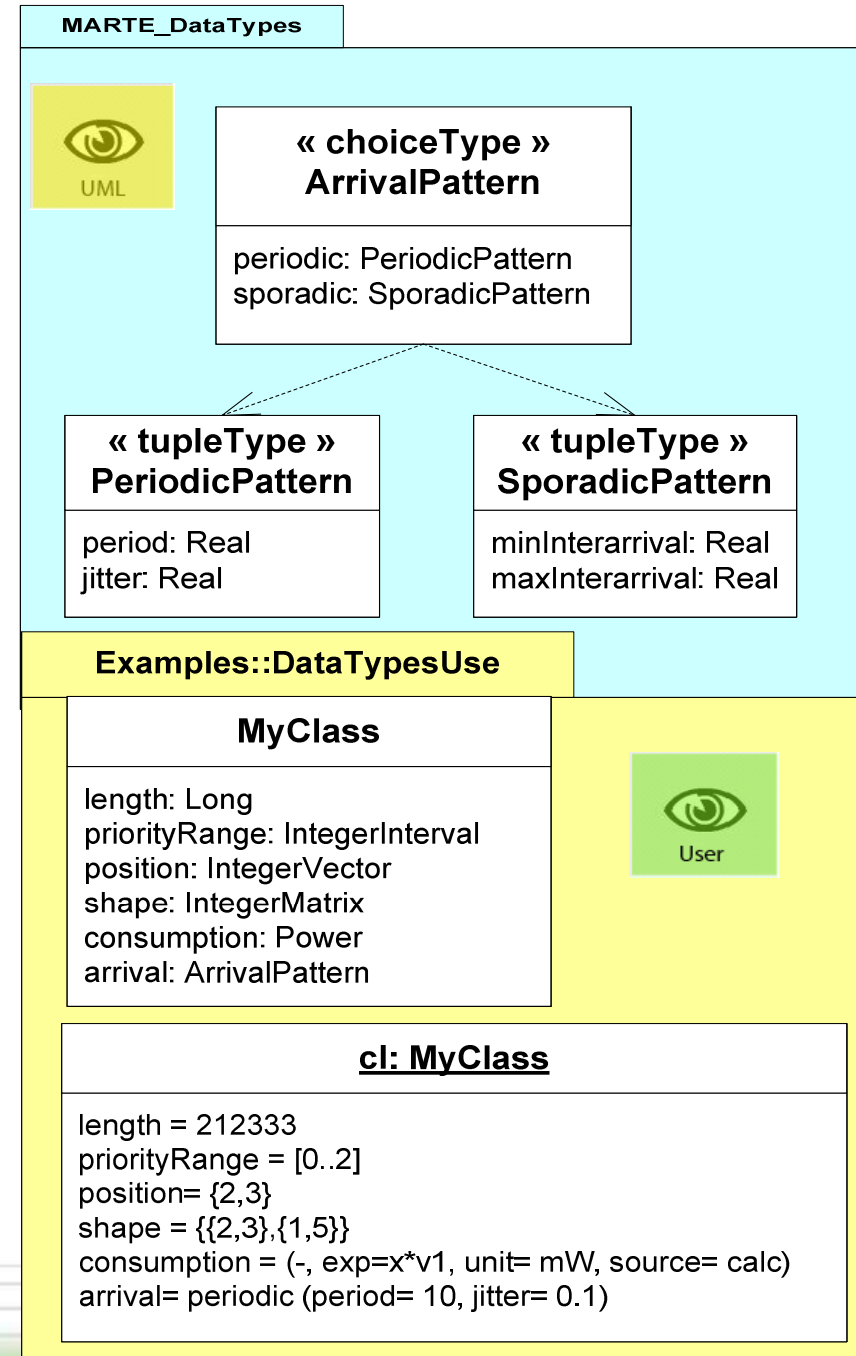 MARTE_DataTypes
UML
« choiceType »
ArrivalPattern
periodic: PeriodicPattern
sporadic: SporadicPattern
« tupleType »
PeriodicPattern
period: Real
jitter: Real
« tupleType »
SporadicPattern
minInterarrival: Real
maxInterarrival: Real
Examples::DataTypesUse
MyClass
length: Long
priorityRange: IntegerInterval
position: IntegerVector
shape: IntegerMatrix
consumption: Power
arrival: ArrivalPattern
User
cl: MyClass
length = 212333
priorityRange = [0..2]
position= {2,3}
shape = {{2,3},{1,5}}
consumption = (-, exp=x*v1, unit= mW, source= calc)
arrival= periodic (period= 10, jitter= 0.1)